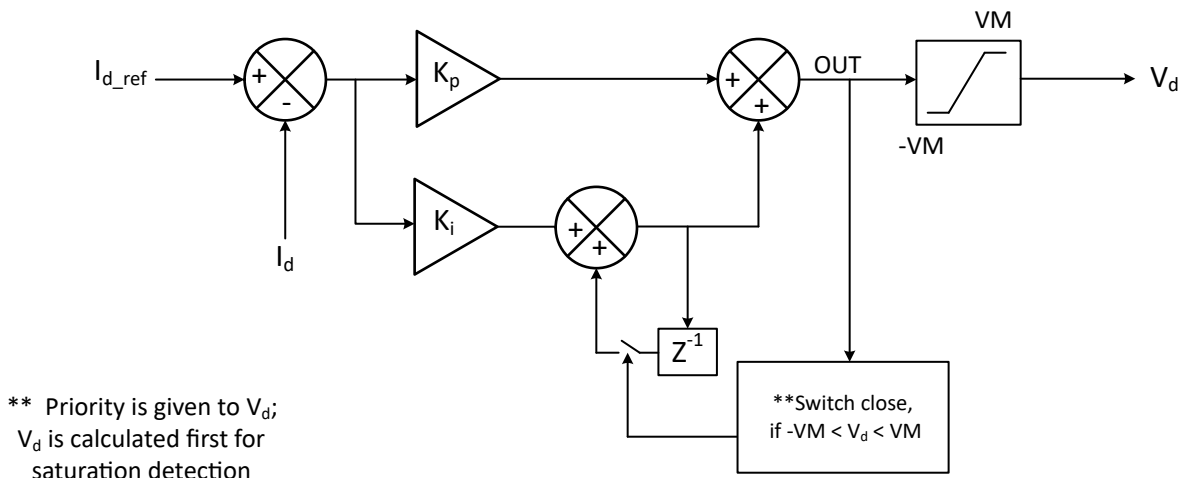 VM
I_d_ref
+
-
K_p
+
+
OUT
-VM
V_d
I_d
K_i
+
+
Z^-1
**Switch close,
if -VM < V_d < VM
** Priority is given to V_d;
V_d is calculated first for
saturation detection